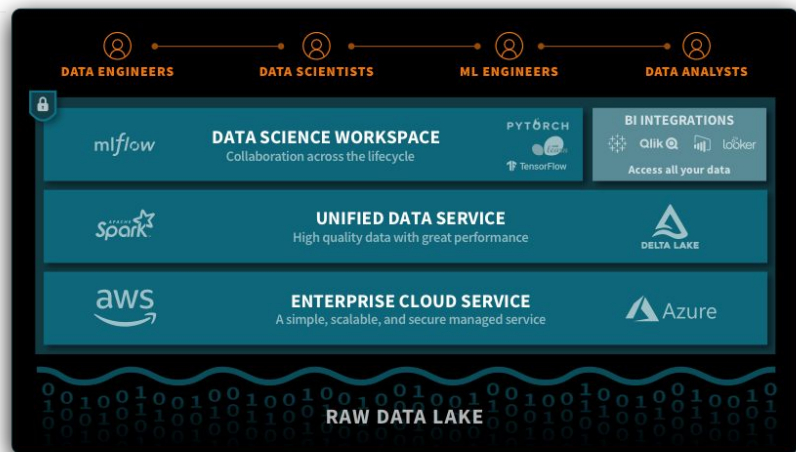 DATA ENGINEERS DATA SCIENTISTS ML ENGINEERS DATA ANALYSTS
mlflow
DATA SCIENCE WORKSPACE
Collaboration across the lifecycle
PYTORCH
TensorFlow
BI INTEGRATIONS
Qlik looker
Access all your data
APACHE
Spark
UNIFIED DATA SERVICE
High quality data with great performance
DELTA LAKE
aws
ENTERPRISE CLOUD SERVICE
A simple, scalable, and secure managed service
Azure
RAW DATA LAKE